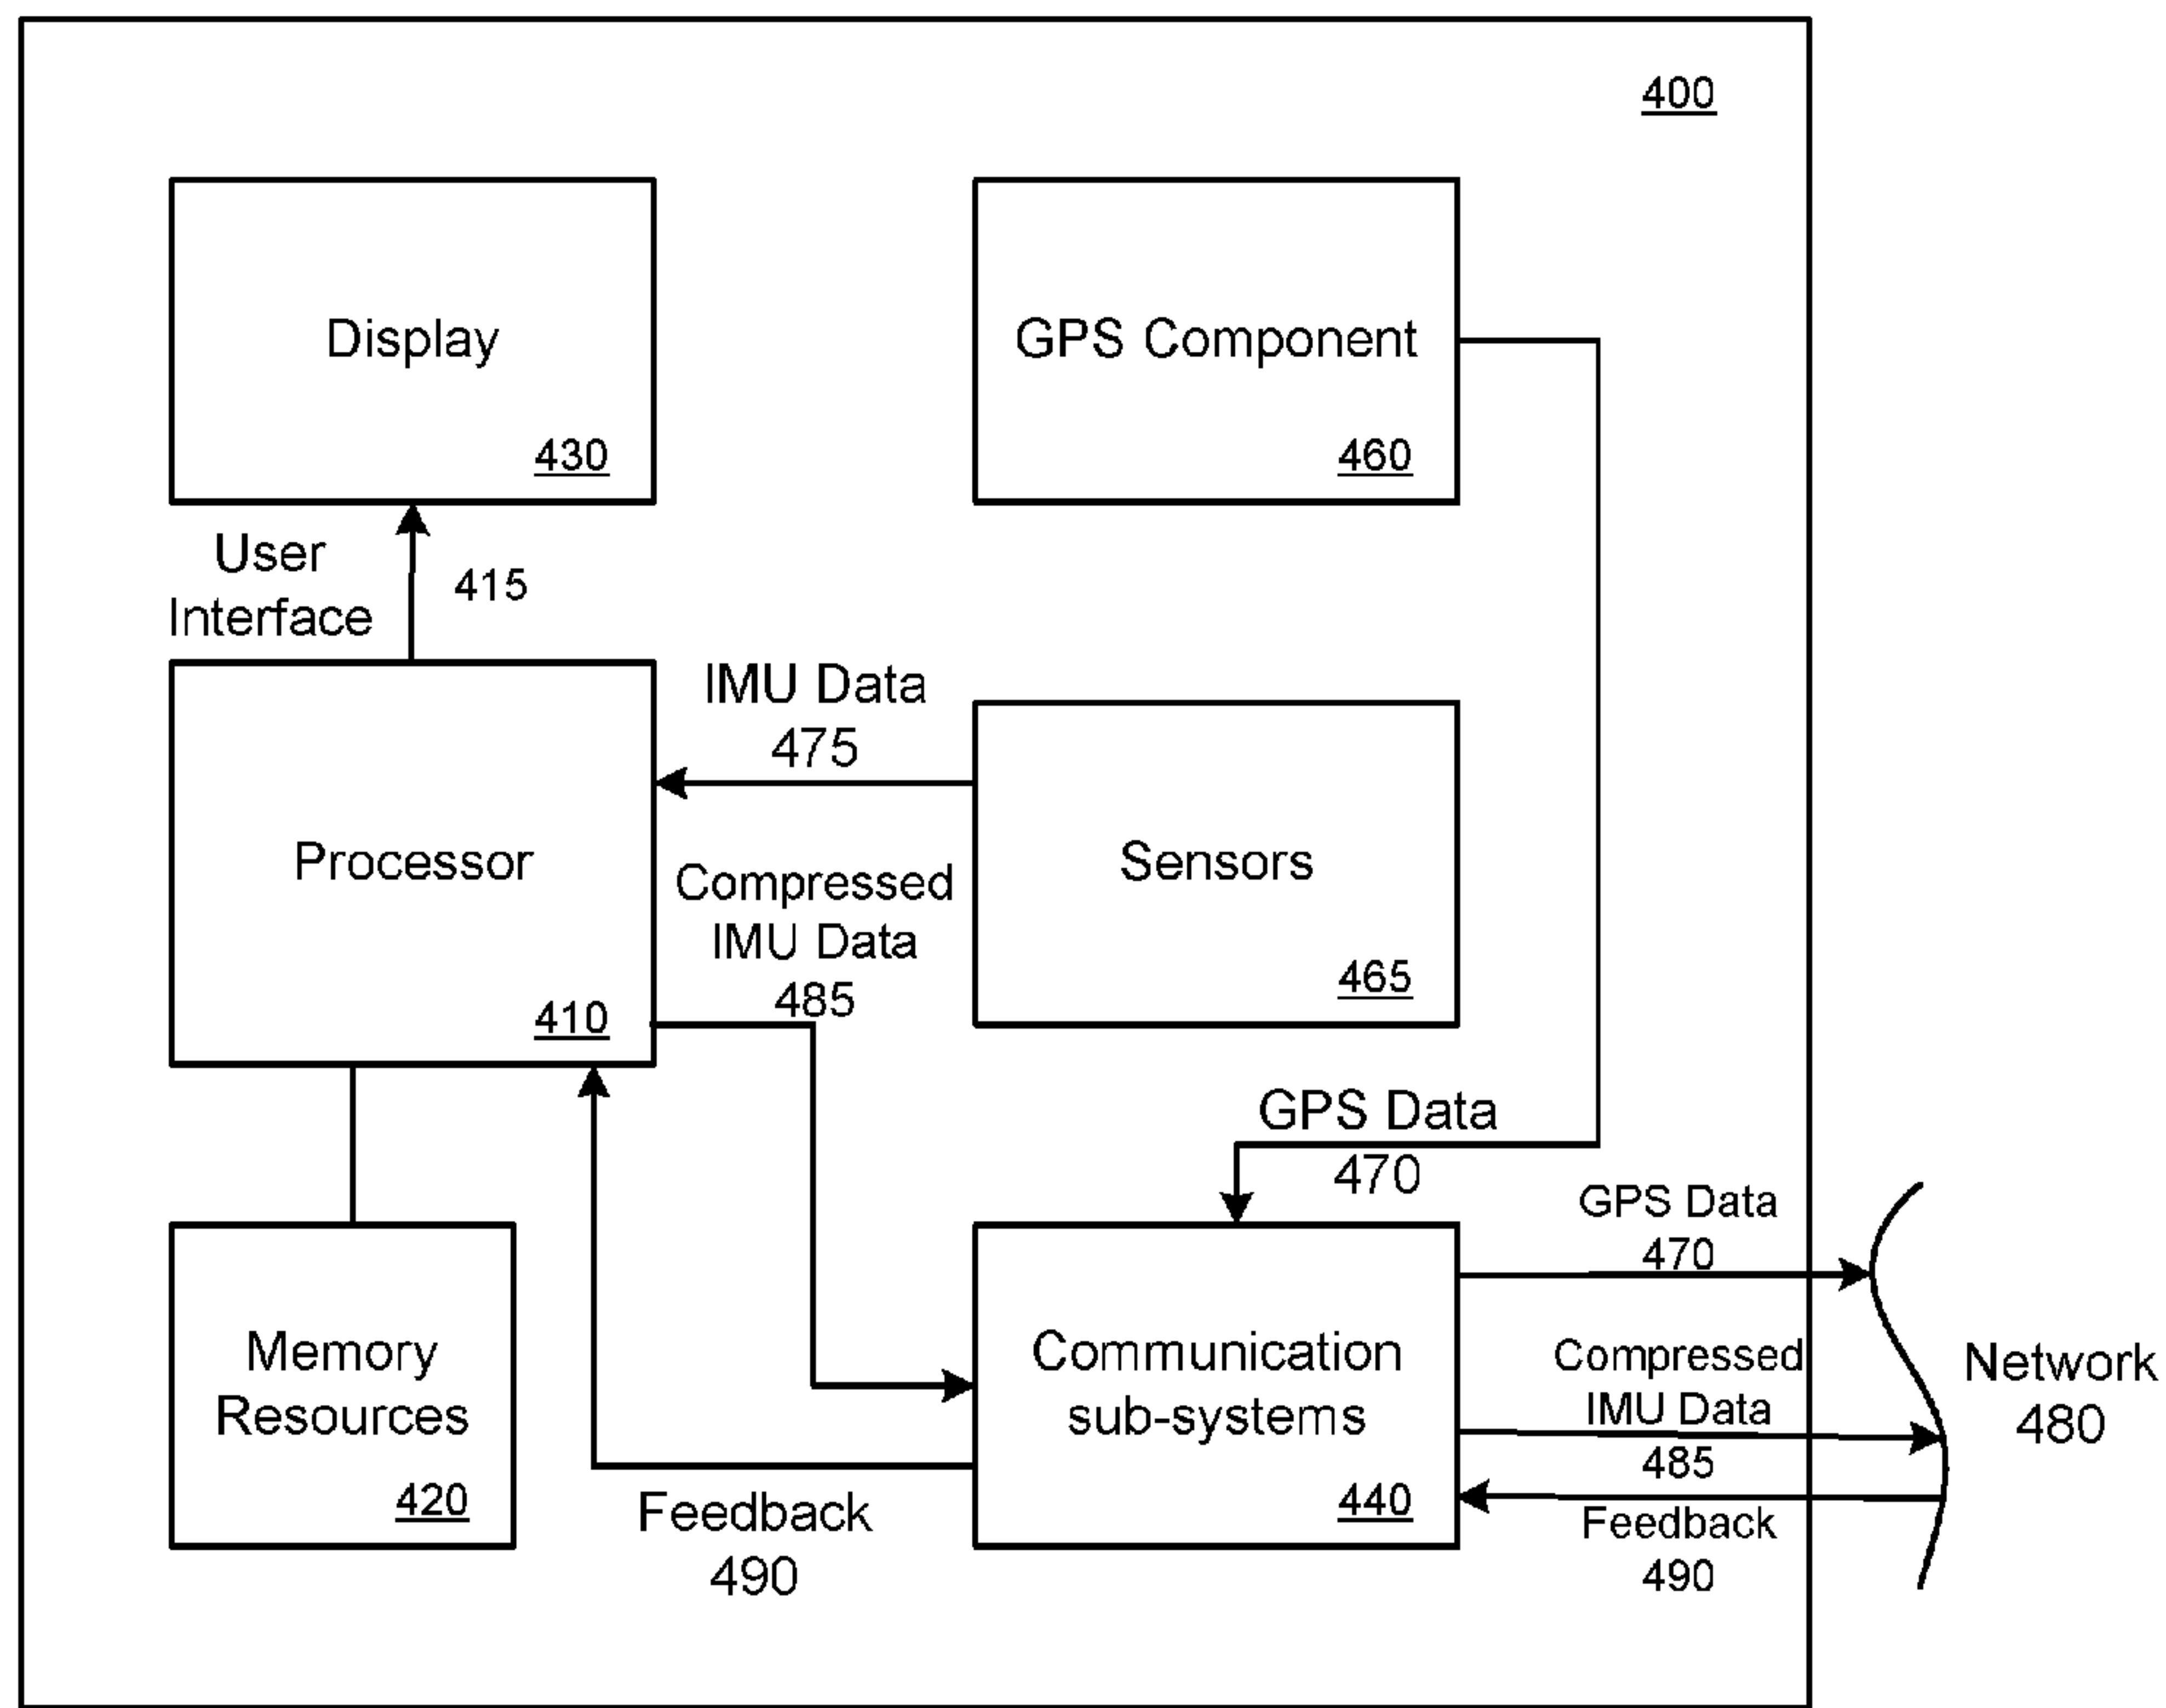 400
Display
430
GPS Component
460
User
Interface
415
IMU Data
475
Processor
410
Compressed
IMU Data
485
Sensors
465
GPS Data
470
Memory
Resources
420
Feedback
490
Communication
sub-systems
440
GPS Data
470
Compressed
IMU Data
485
Feedback
490
Network
480